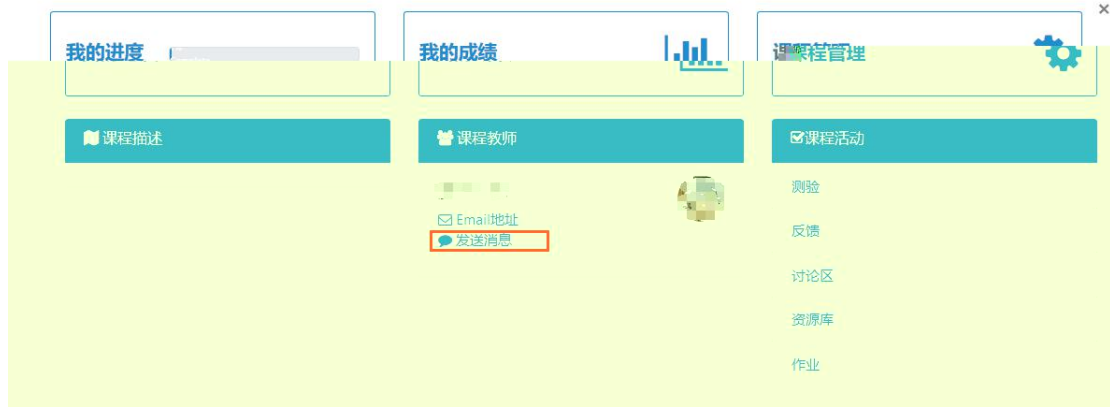 ×
我的进度
我的成绩
课程管理
课程描述
课程教师
课程活动
Email地址
发送消息
测验
反馈
讨论区
资源库
作业